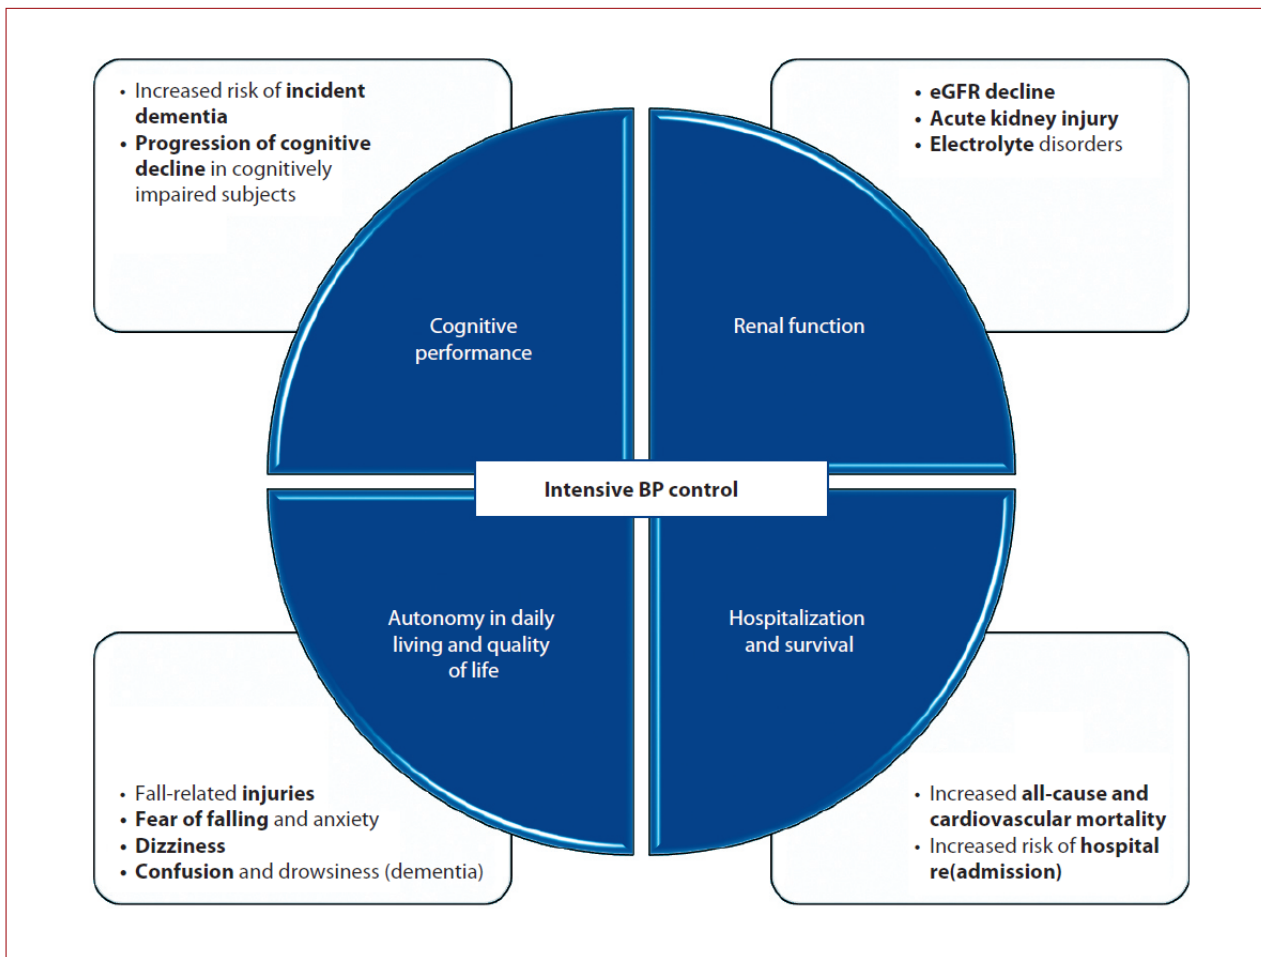 • Increased risk of incident
dementia
• Progression of cognitive
decline in cognitively
impaired subjects
• eGFR decline
• Acute kidney injury
• Electrolyte disorders
Cognitive
performance
Renal function
Intensive BP control
Autonomy in daily
living and quality
of life
Hospitalization
and survival
• Fall-related injuries
• Fear of falling and anxiety
• Dizziness
• Confusion and drowsiness (dementia)
• Increased all-cause and
cardiovascular mortality
• Increased risk of hospital
re(admission)